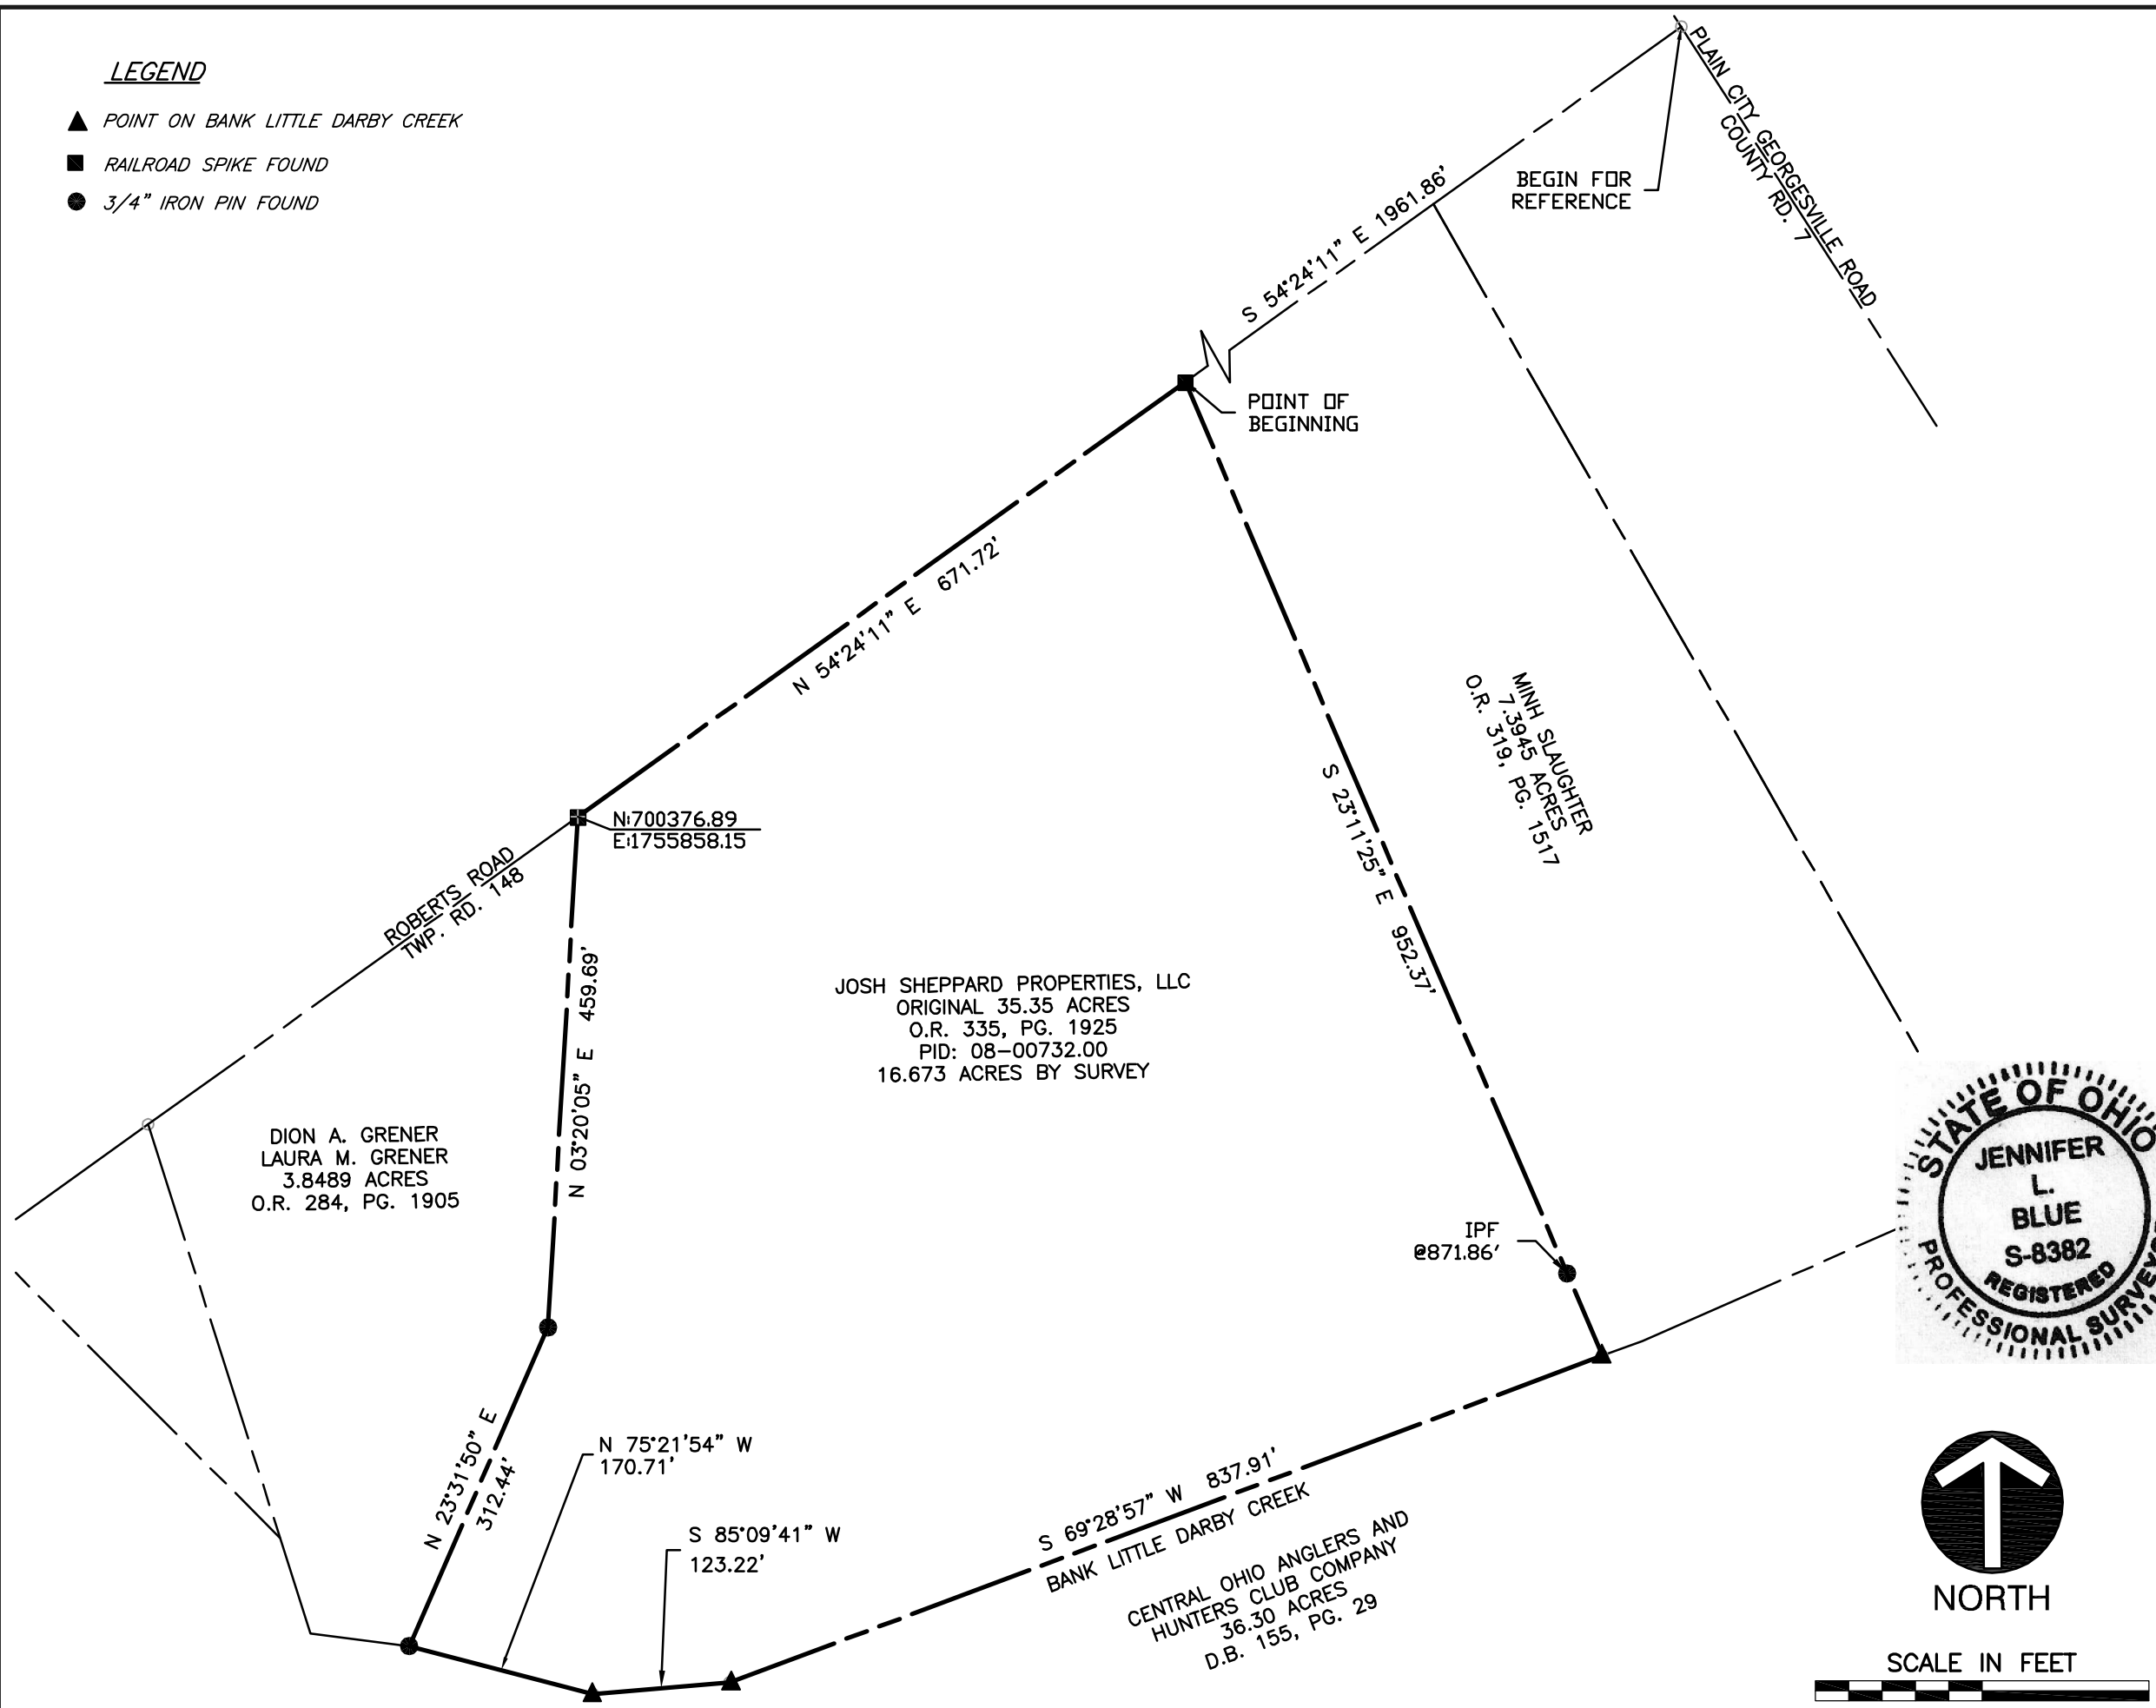 LEGEND
POINT ON BANK LITTLE DARBY CREEK
RAILROAD SPIKE FOUND
3/4" IRON PIN FOUND
PLAIN CITY GEORGESVILLE ROAD
COUNTY RD. 7
BEGIN FOR
REFERENCE
S 54°24'11" E 1961.86'
POINT OF
BEGINNING
N 54°24'11" E 671.72'
MINH SLAUGHTER
7.3945 ACRES
O.R. 319, PG. 1517
S 23°11'25" E 952.37'
N:700376.89
E:1755858.15
ROBERTS ROAD
TWP. RD. 148
N 03°20'05" E 459.69'
JOSH SHEPPARD PROPERTIES, LLC
ORIGINAL 35.35 ACRES
O.R. 335, PG. 1925
PID: 08-00732.00
16.673 ACRES BY SURVEY
DION A. GRENER
LAURA M. GRENER
3.8489 ACRES
O.R. 284, PG. 1905
IPF
@871.86'
STATE OF OHIO
JENNIFER
L.
BLUE
S-8382
REGISTERED
PROFESSIONAL
N 23°31'50" E
312.44'
N 75°21'54" W
170.71'
S 85°09'41" W
123.22'
S 69°28'57" W 837.91'
BANK LITTLE DARBY CREEK
CENTRAL OHIO ANGLERS AND
HUNTERS CLUB COMPANY
36.30 ACRES
D.B. 155, PG. 29
NORTH
SCALE IN FEET